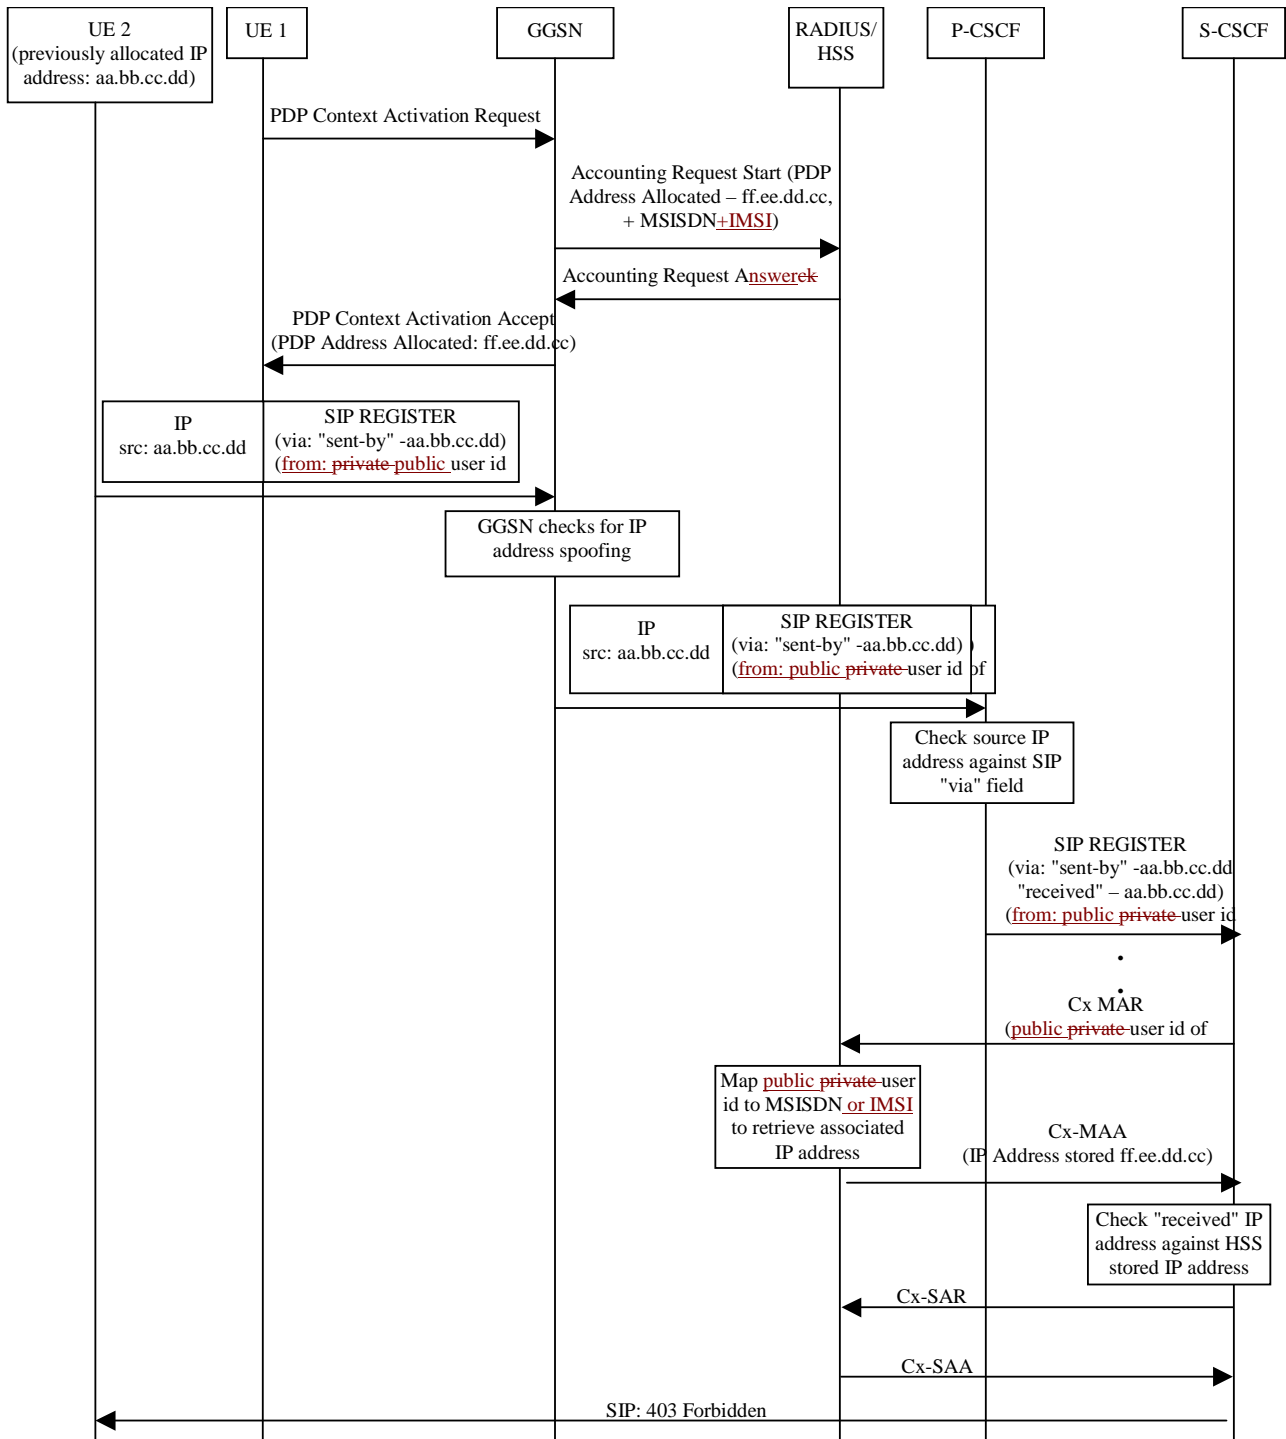 UE 2
(previously allocated IP
address: aa.bb.cc.dd)
UE 1
GGSN
RADIUS/
HSS
P-CSCF
S-CSCF
PDP Context Activation Request
Accounting Request Start (PDP
Address Allocated – ff.ee.dd.cc,
+ MSISDN+IMSI)
Accounting Request Answerek
PDP Context Activation Accept
(PDP Address Allocated: ff.ee.dd.cc)
IP
src: aa.bb.cc.dd
SIP REGISTER
(via: "sent-by" -aa.bb.cc.dd)
(from: private public user id
GGSN checks for IP
address spoofing
IP
src: aa.bb.cc.dd
SIP REGISTER
(via: "sent-by" -aa.bb.cc.dd) )
(from: public private user id of
Check source IP
address against SIP
"via" field
SIP REGISTER
(via: "sent-by" -aa.bb.cc.dd
"received" – aa.bb.cc.dd)
(from: public private user id
.
.
Cx MAR
(public private user id of
Map public private user
id to MSISDN or IMSI
to retrieve associated
IP address
Cx-MAA
(IP Address stored ff.ee.dd.cc)
Check "received" IP
address against HSS
stored IP address
Cx-SAR
Cx-SAA
SIP: 403 Forbidden